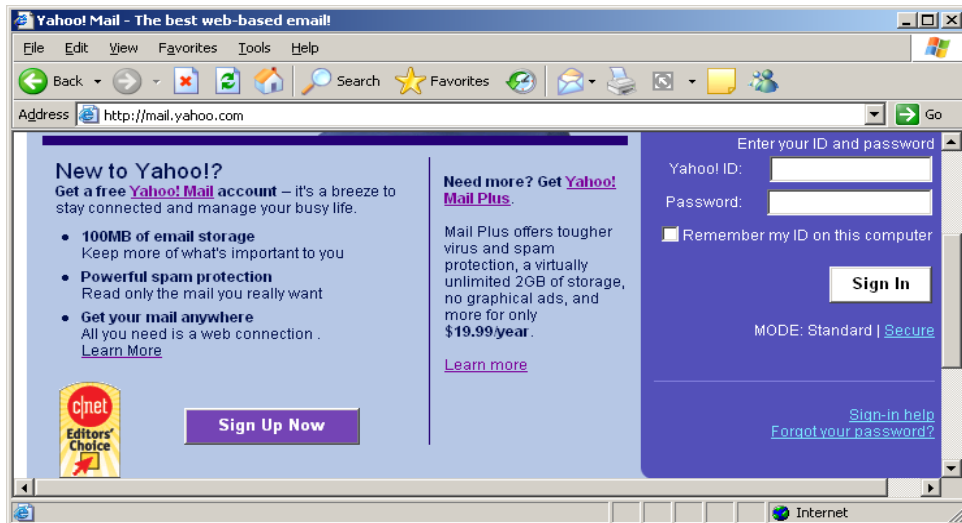 Yahoo! Mail - The best web-based email!
File Edit View Favorites Tools Help
Back Search Favorites
Address http://mail.yahoo.com Go
New to Yahoo!?
Get a free Yahoo! Mail account – it's a breeze to
stay connected and manage your busy life.
• 100MB of email storage
Keep more of what's important to you
• Powerful spam protection
Read only the mail you really want
• Get your mail anywhere
All you need is a web connection .
Learn More
c|net
Editors'
Choice
Sign Up Now
Need more? Get Yahoo!
Mail Plus.
Mail Plus offers tougher
virus and spam
protection, a virtually
unlimited 2GB of storage,
no graphical ads, and
more for only
$19.99/year.
Learn more
Enter your ID and password
Yahoo! ID:
Password:
Remember my ID on this computer
Sign In
MODE: Standard | Secure
Sign-in help
Forgot your password?
Internet